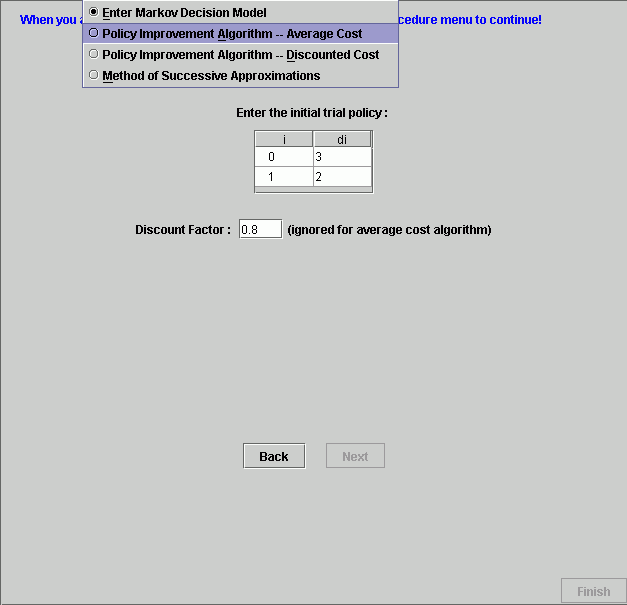 Enter Markov Decision Model
When you a
cedure menu to continue!
Policy Improvement Algorithm -- Average Cost
Policy Improvement Algorithm -- Discounted Cost
Method of Successive Approximations
Enter the initial trial policy :
i di
0 3
1 2
Discount Factor : 0.8 (ignored for average cost algorithm)
Back Next
Finish